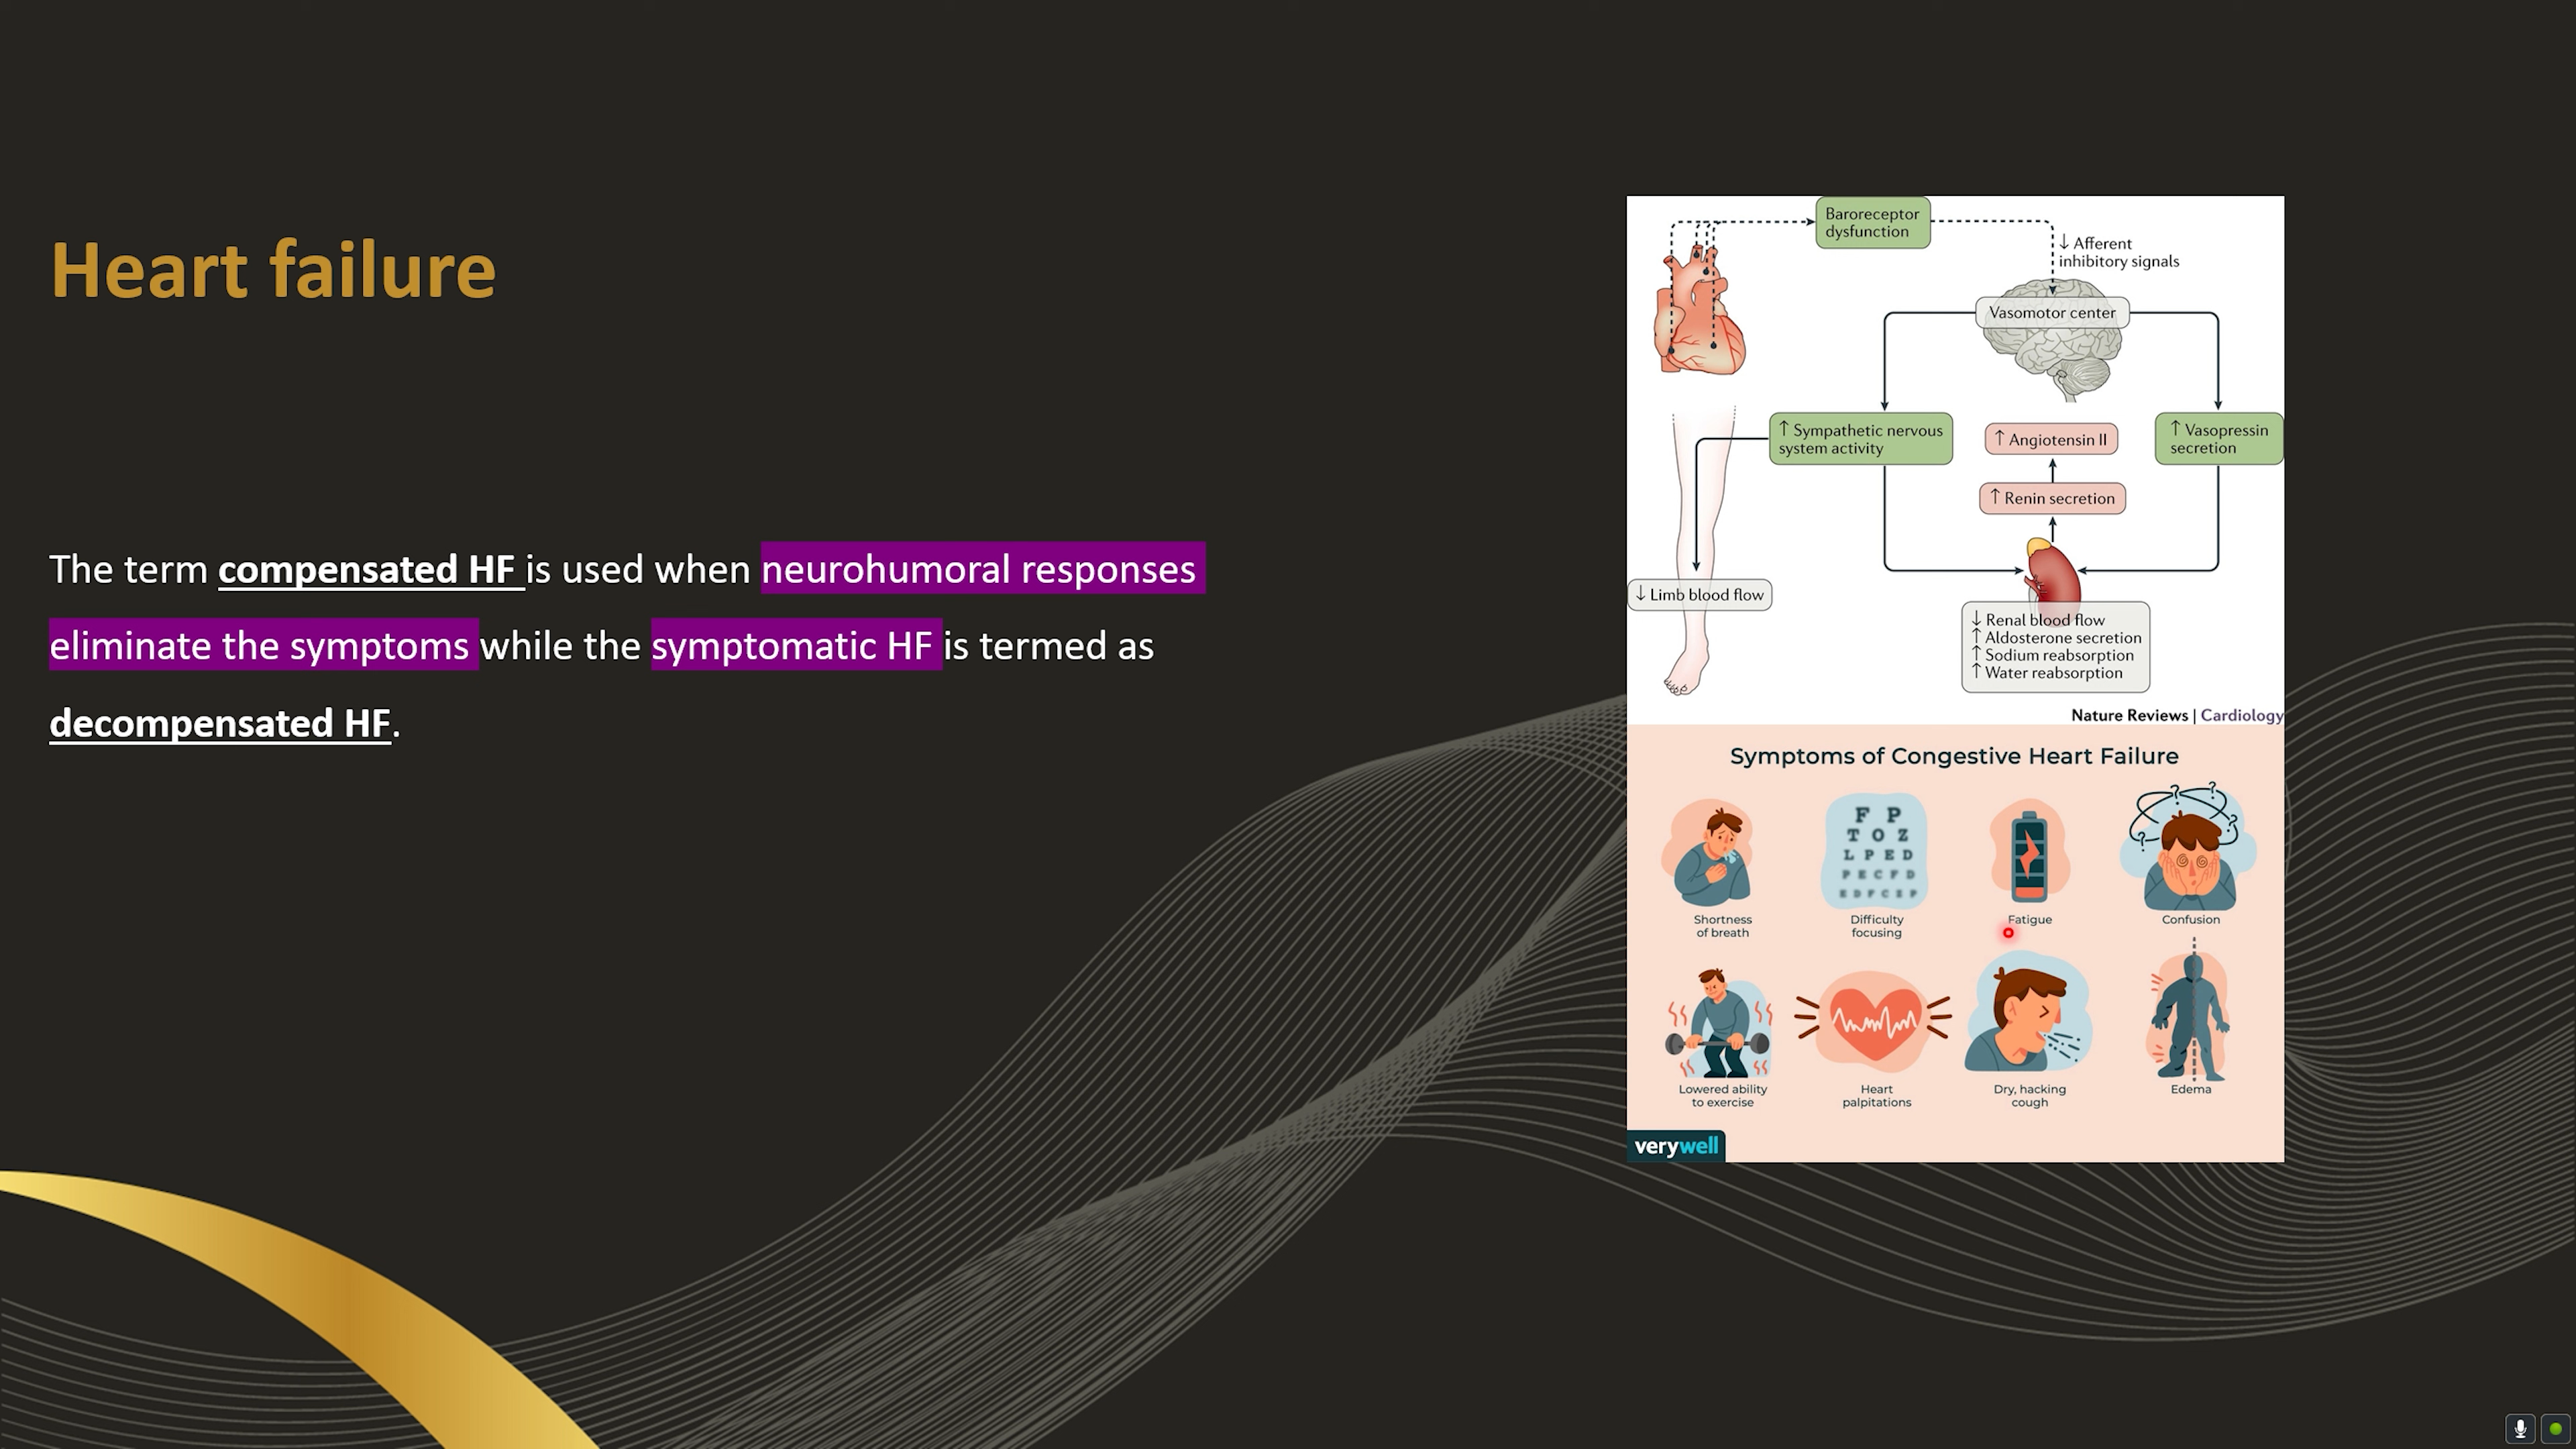 Heart failure
The term compensated HF is used when neurohumoral responses
eliminate the symptoms while the symptomatic HF is termed as
decompensated HF.
Baroreceptor
dysfunction
↓ Afferent
inhibitory signals
Vasomotor center
↑ Sympathetic nervous
system activity
↑ Angiotensin II
↑ Vasopressin
secretion
↑ Renin secretion
↓ Limb blood flow
↓ Renal blood flow
↑ Aldosterone secretion
↑ Sodium reabsorption
↑ Water reabsorption
Nature Reviews | Cardiology
Symptoms of Congestive Heart Failure
F P
T O Z
L P E D
P E C F D
E D F C Z P
Shortness
of breath
Difficulty
focusing
Fatigue
Confusion
Lowered ability
to exercise
Heart
palpitations
Dry, hacking
cough
Edema
verywell